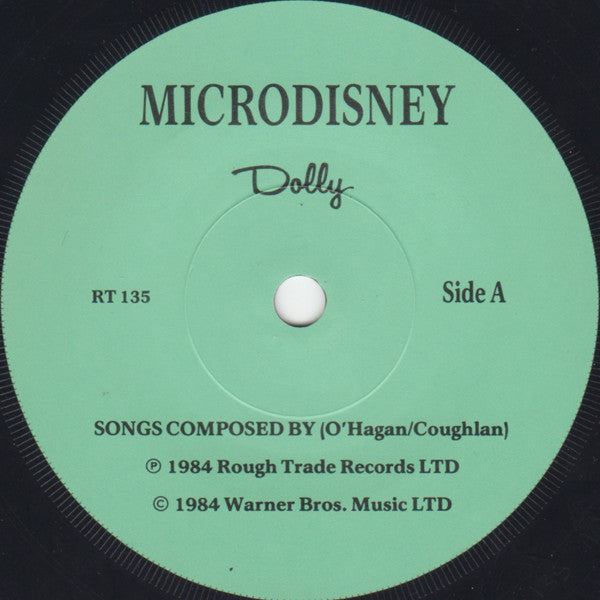 MICRODISNEY
Dolly
RT 135
Side A
SONGS COMPOSED BY (O'Hagan/Coughlan)
Ⓟ 1984 Rough Trade Records LTD
© 1984 Warner Bros. Music LTD